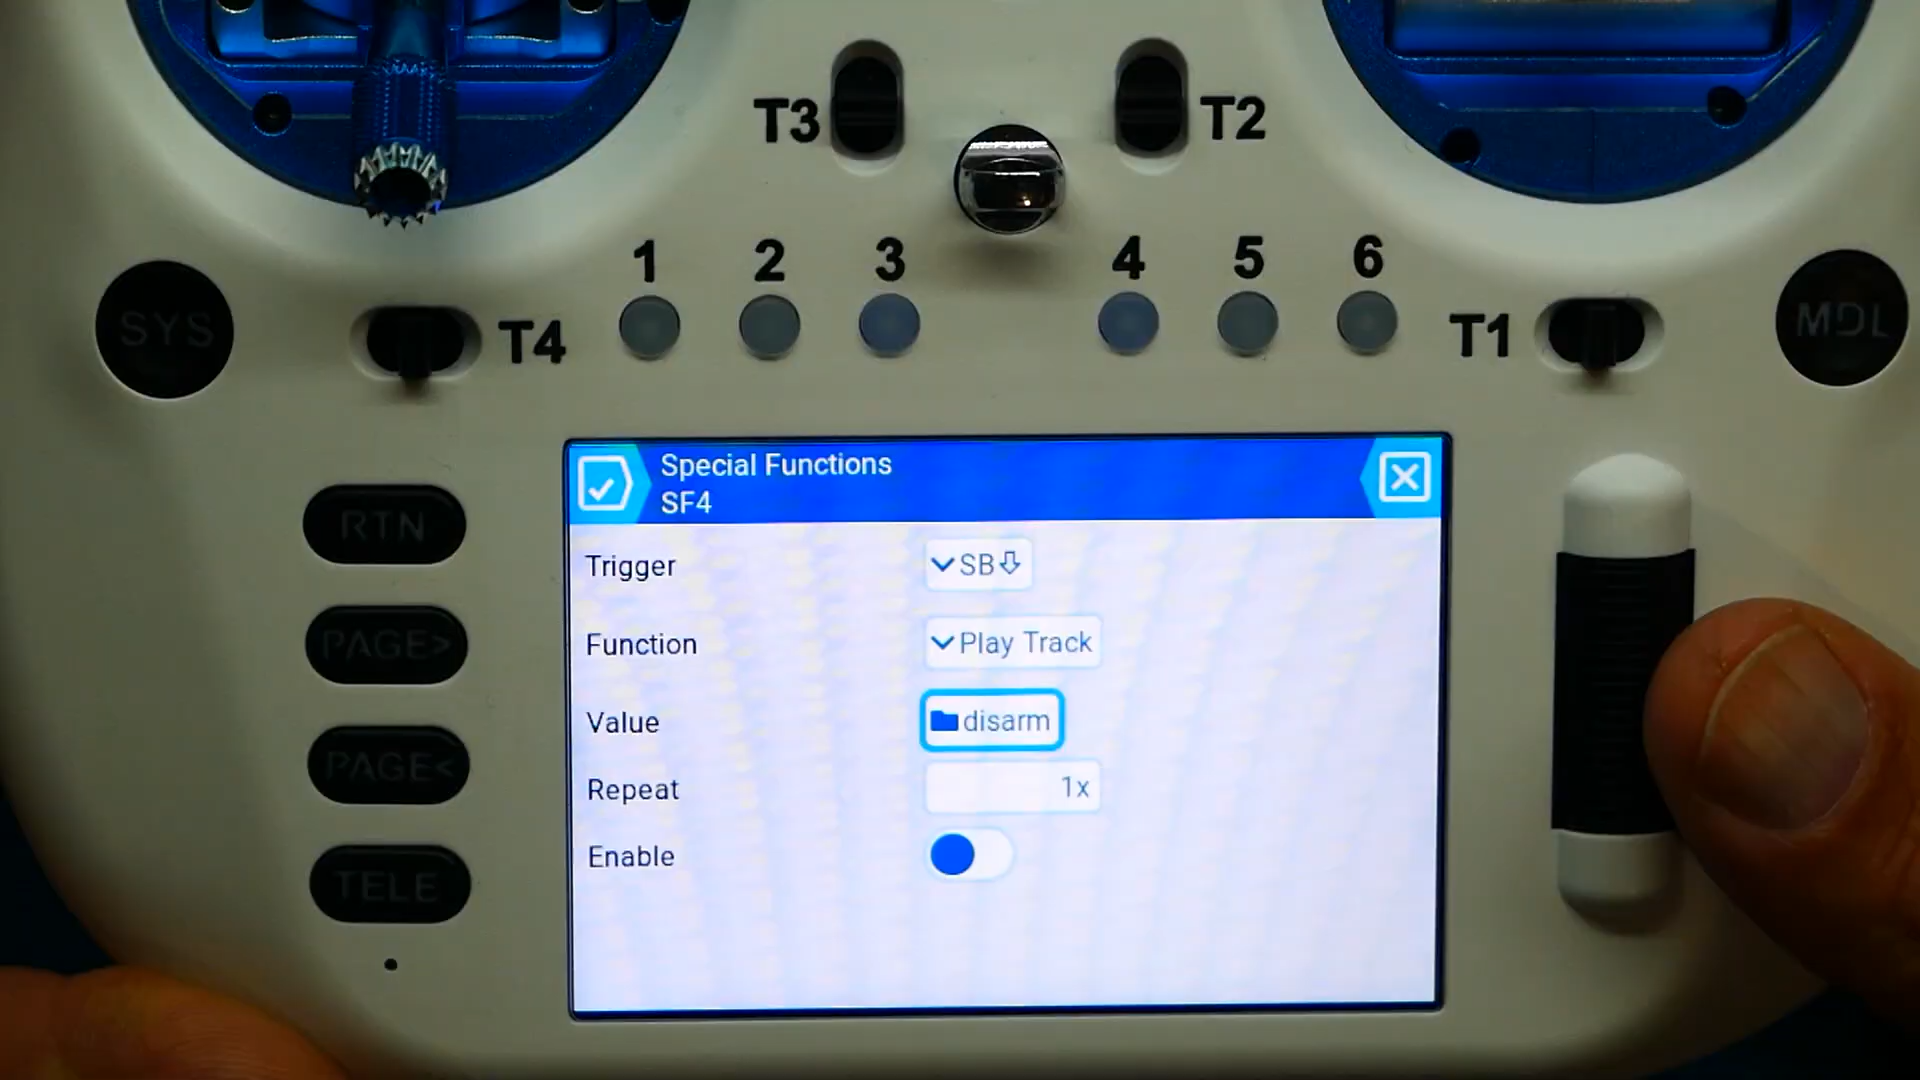 T3
T2
1
2
3
4
5
6
SYS
T4
T1
MDL
Special Functions
SF4
RTN
Trigger
SB
Function
Play Track
PAGE>
Value
disarm
PAGE<
Repeat
1x
Enable
TELE